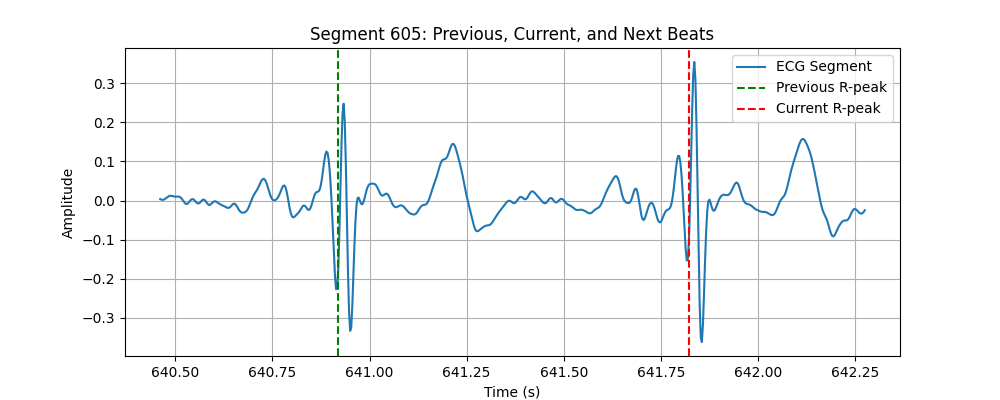 Segment 605: Previous, Current, and Next Beats
ECG Segment
Previous R-peak
Current R-peak
Amplitude
0.3
0.2
0.1
0.0
−0.1
−0.2
−0.3
640.50 640.75 641.00 641.25 641.50 641.75 642.00 642.25
Time (s)